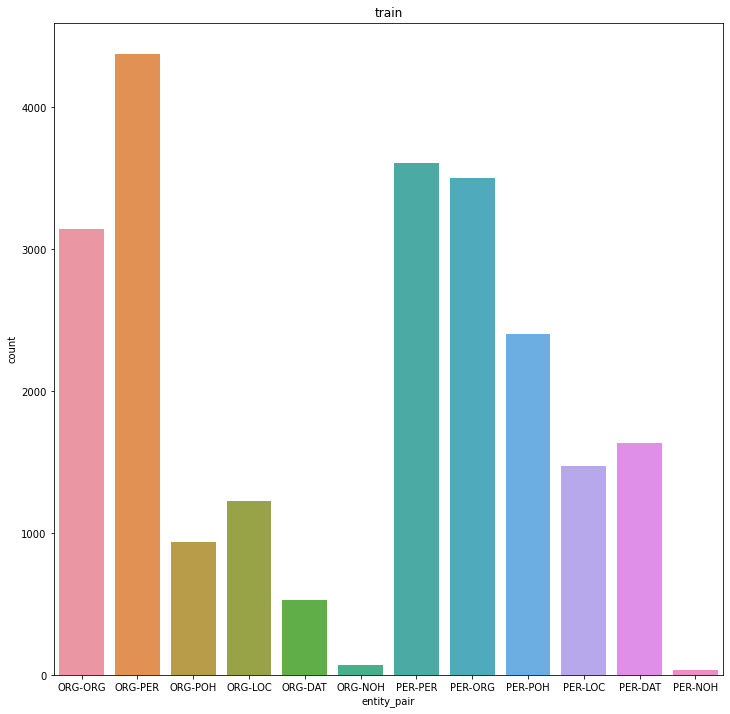 train
4000
3000
2000
1000
0
count
ORG-ORG ORG-PER ORG-POH ORG-LOC ORG-DAT ORG-NOH PER-PER PER-ORG PER-POH PER-LOC PER-DAT PER-NOH
entity_pair